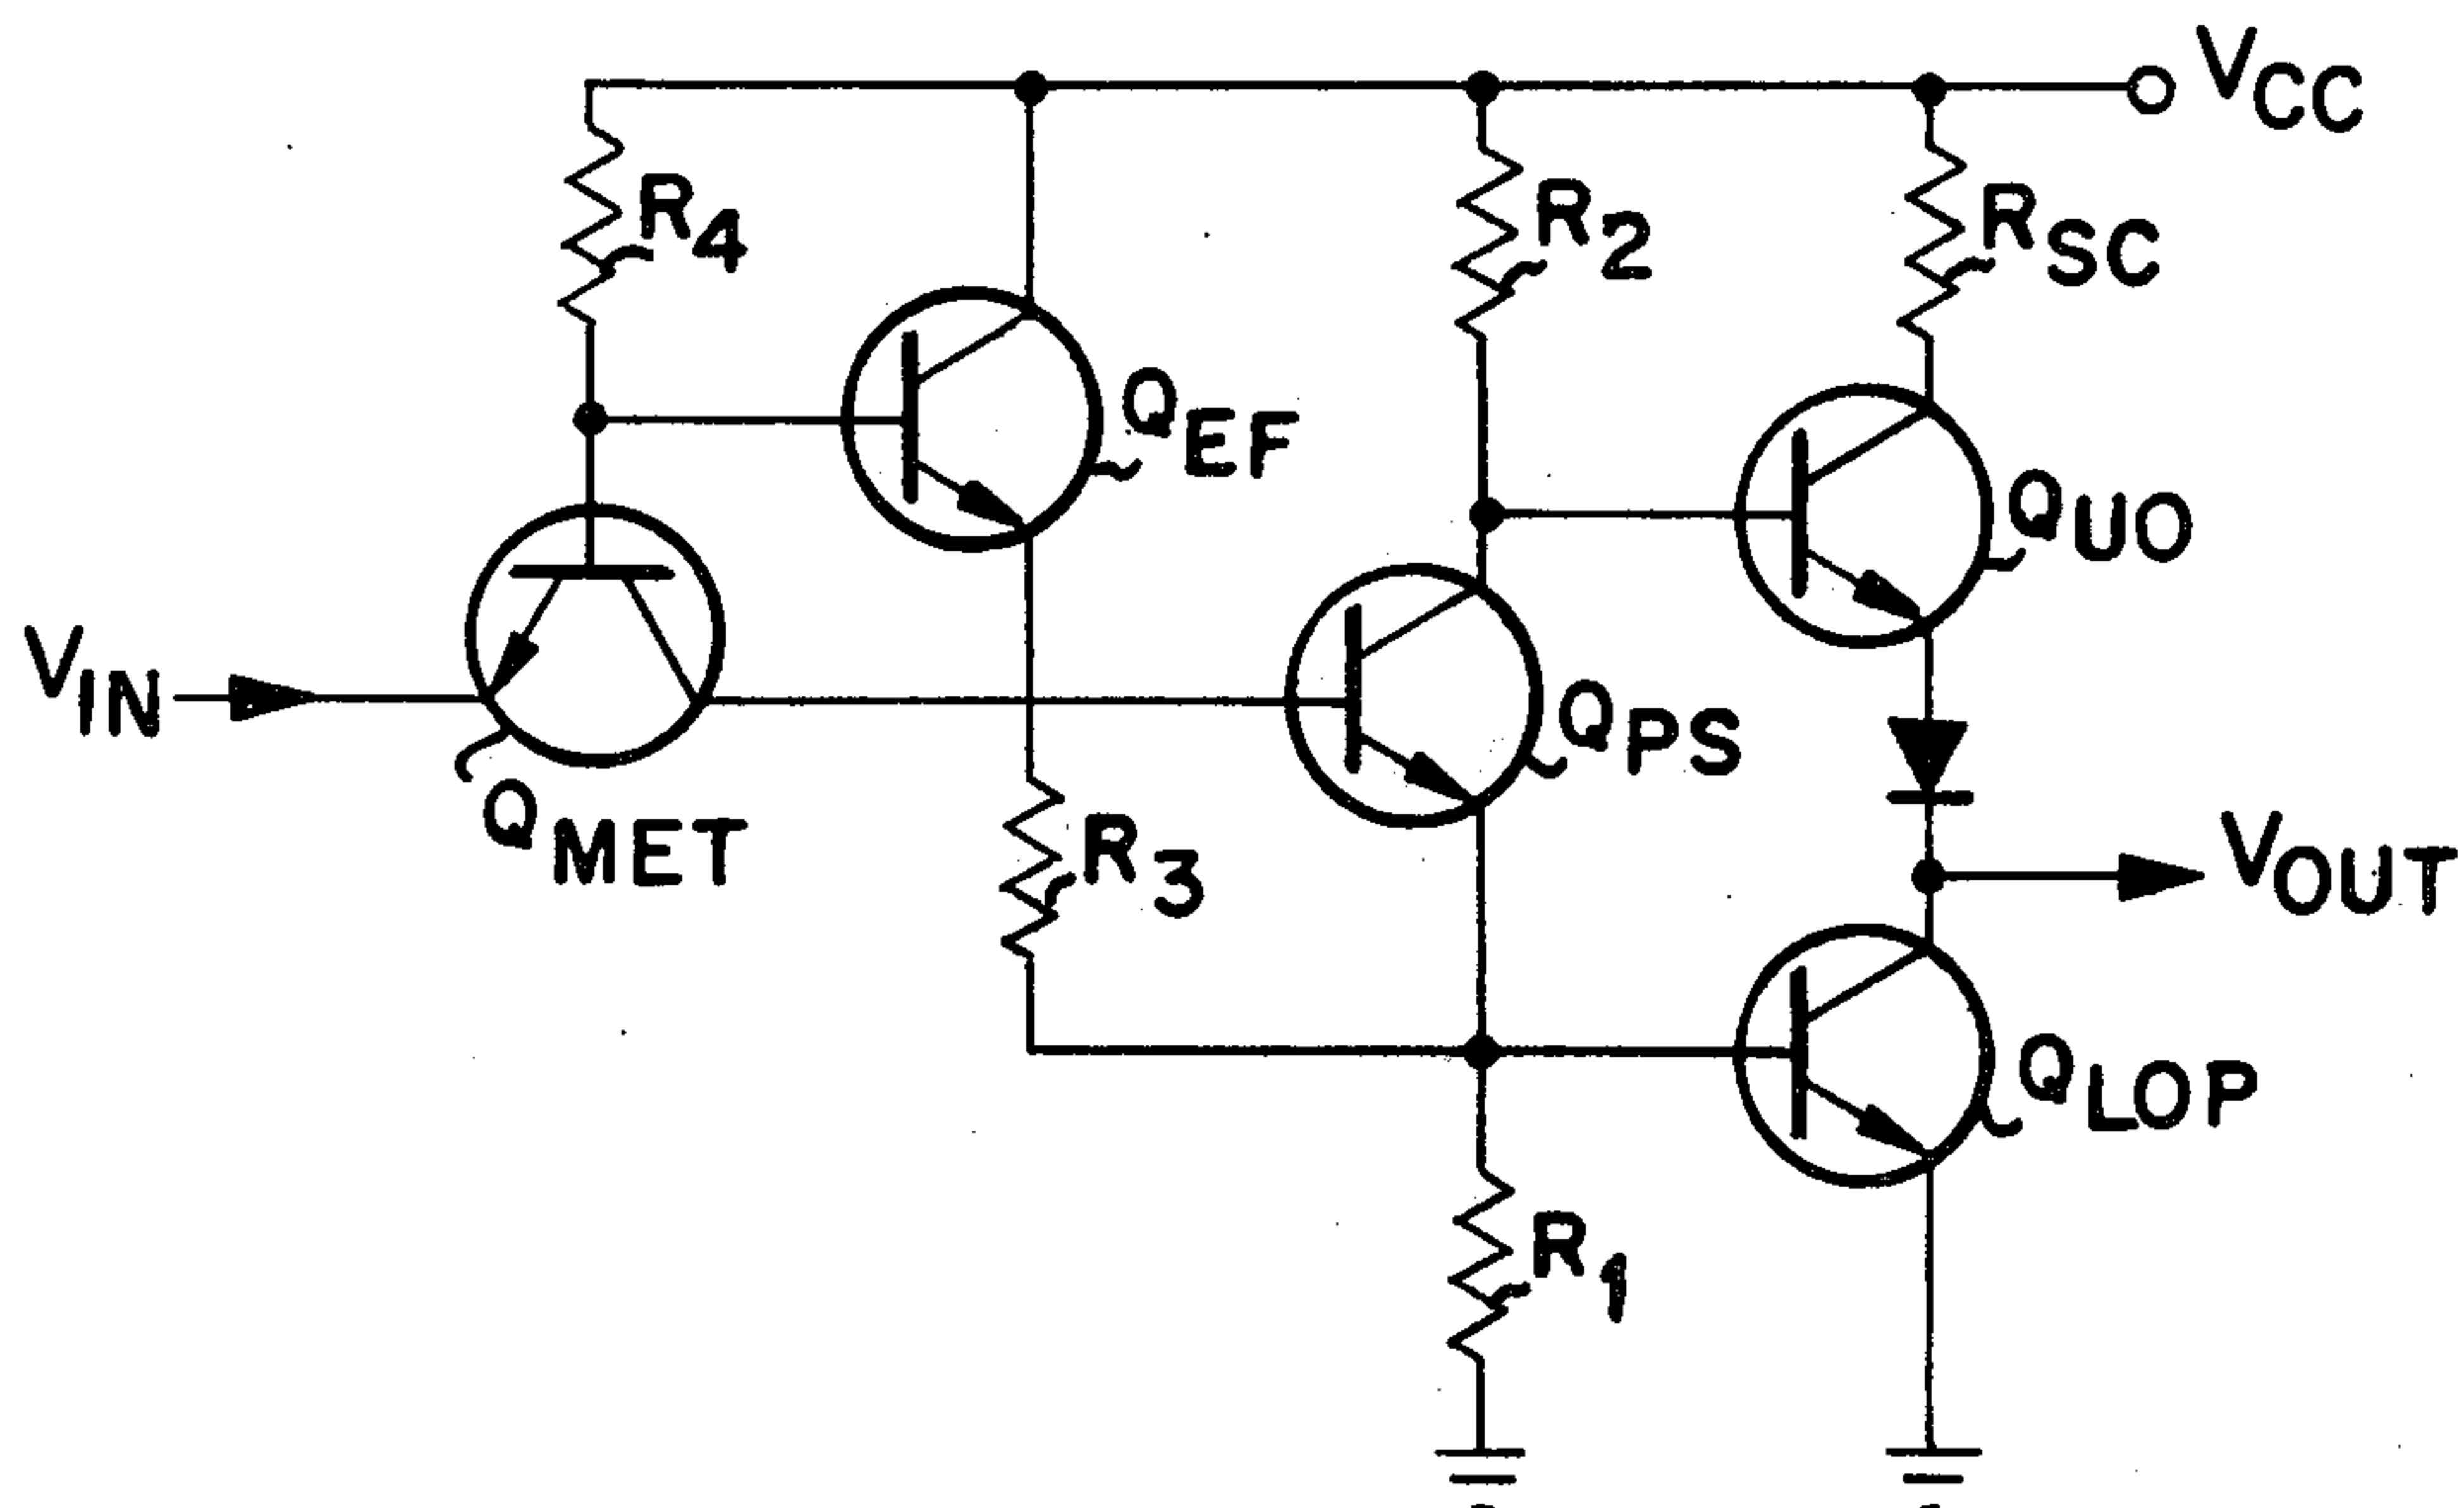 VCC
R4
R2
RSC
QEF
QUO
VIN
QPS
QMET
R3
VOUT
QLOP
R1